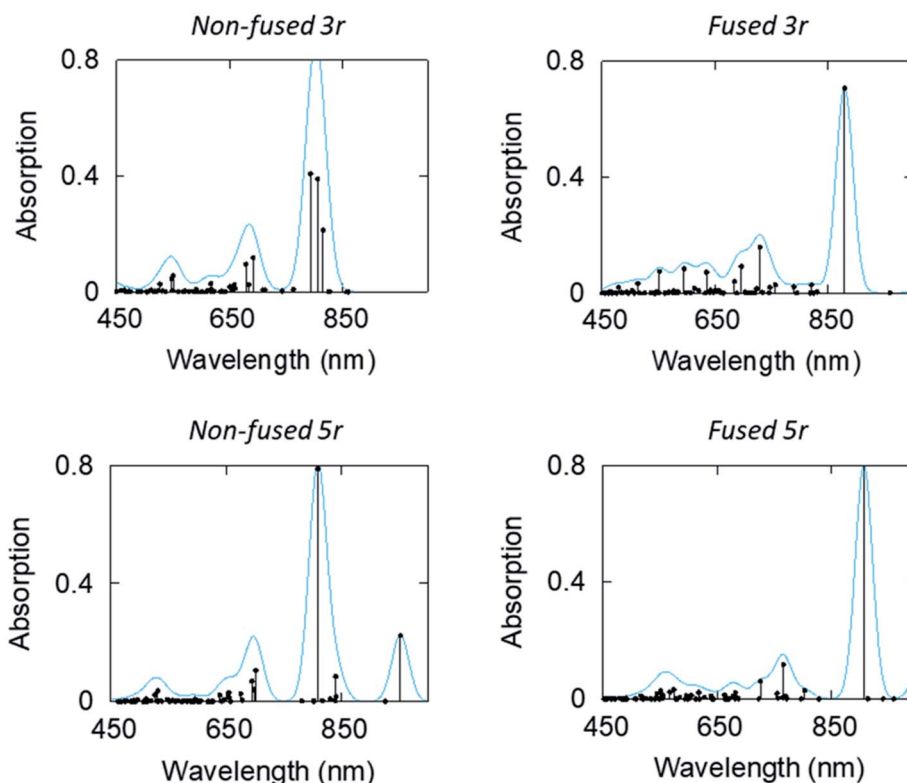 Non-fused 3r
0.8
0.4
0
Absorption
450
650
850
Wavelength (nm)
Fused 3r
0.8
0.4
0
Absorption
450
650
850
Wavelength (nm)
Non-fused 5r
0.8
0.4
0
Absorption
450
650
850
Wavelength (nm)
Fused 5r
0.8
0.4
0
Absorption
450
650
850
Wavelength (nm)